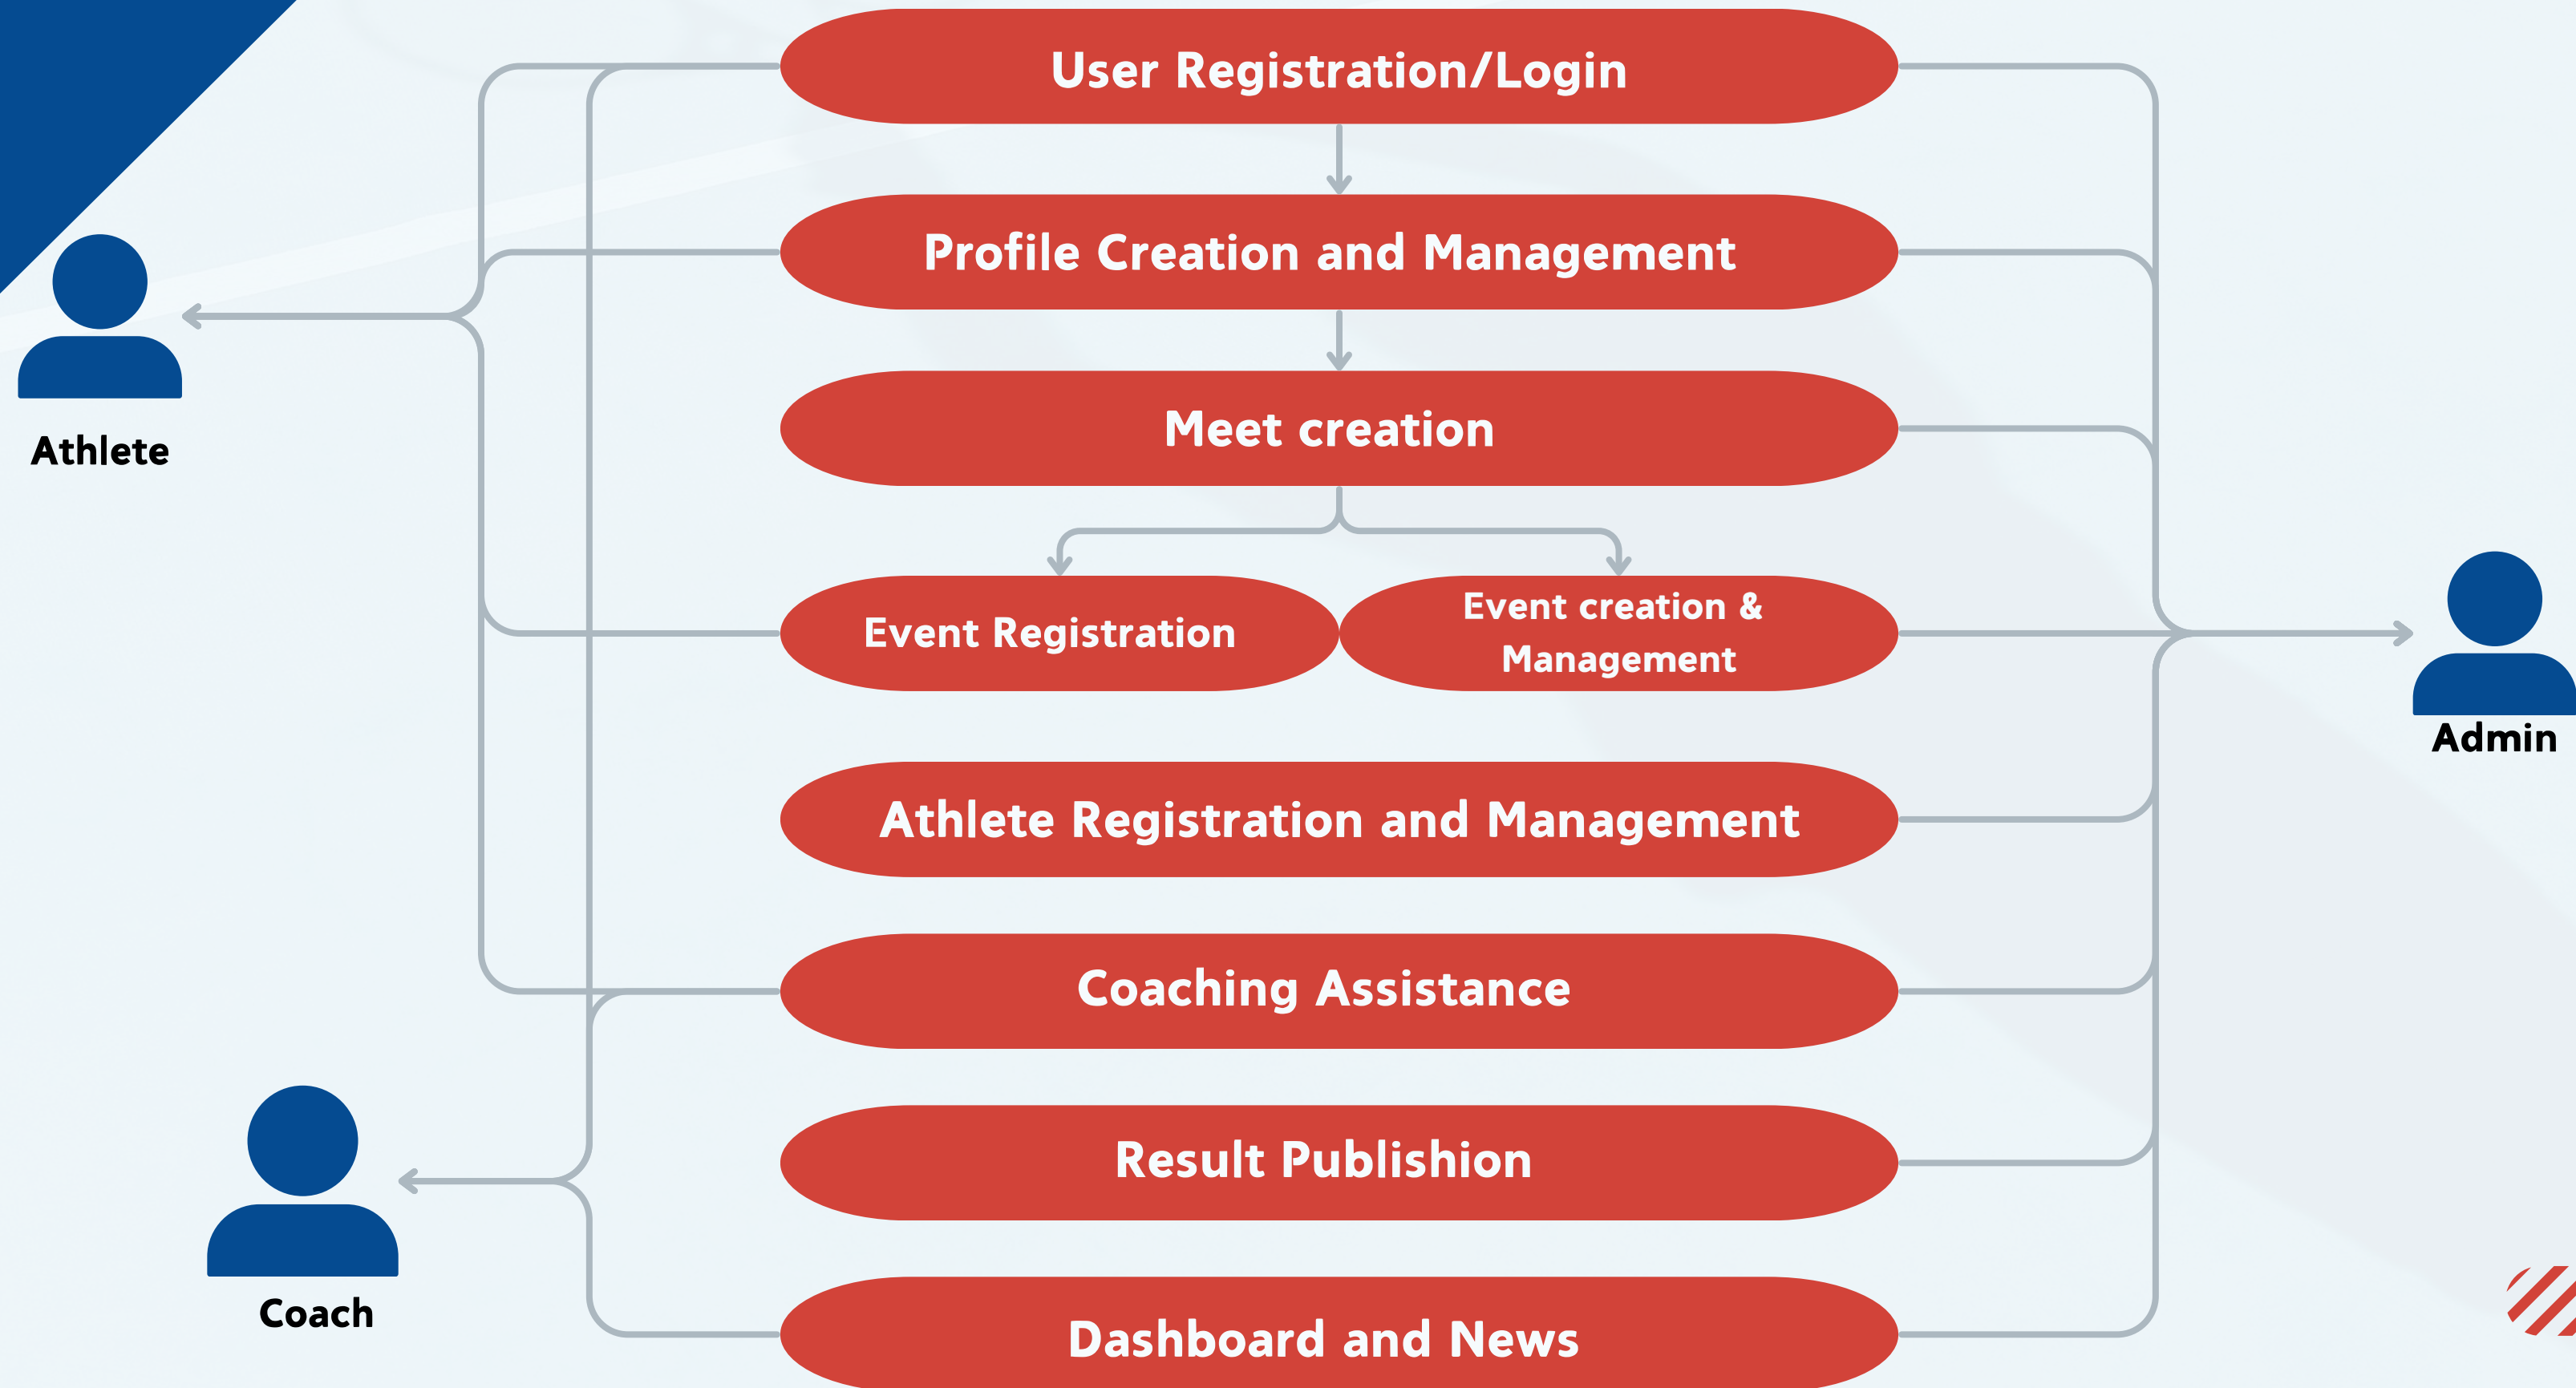 User Registration/Login
Profile Creation and Management
Athlete
Meet creation
Event Registration
Event creation &
Management
Admin
Athlete Registration and Management
Coaching Assistance
Result Publishion
Coach
Dashboard and News